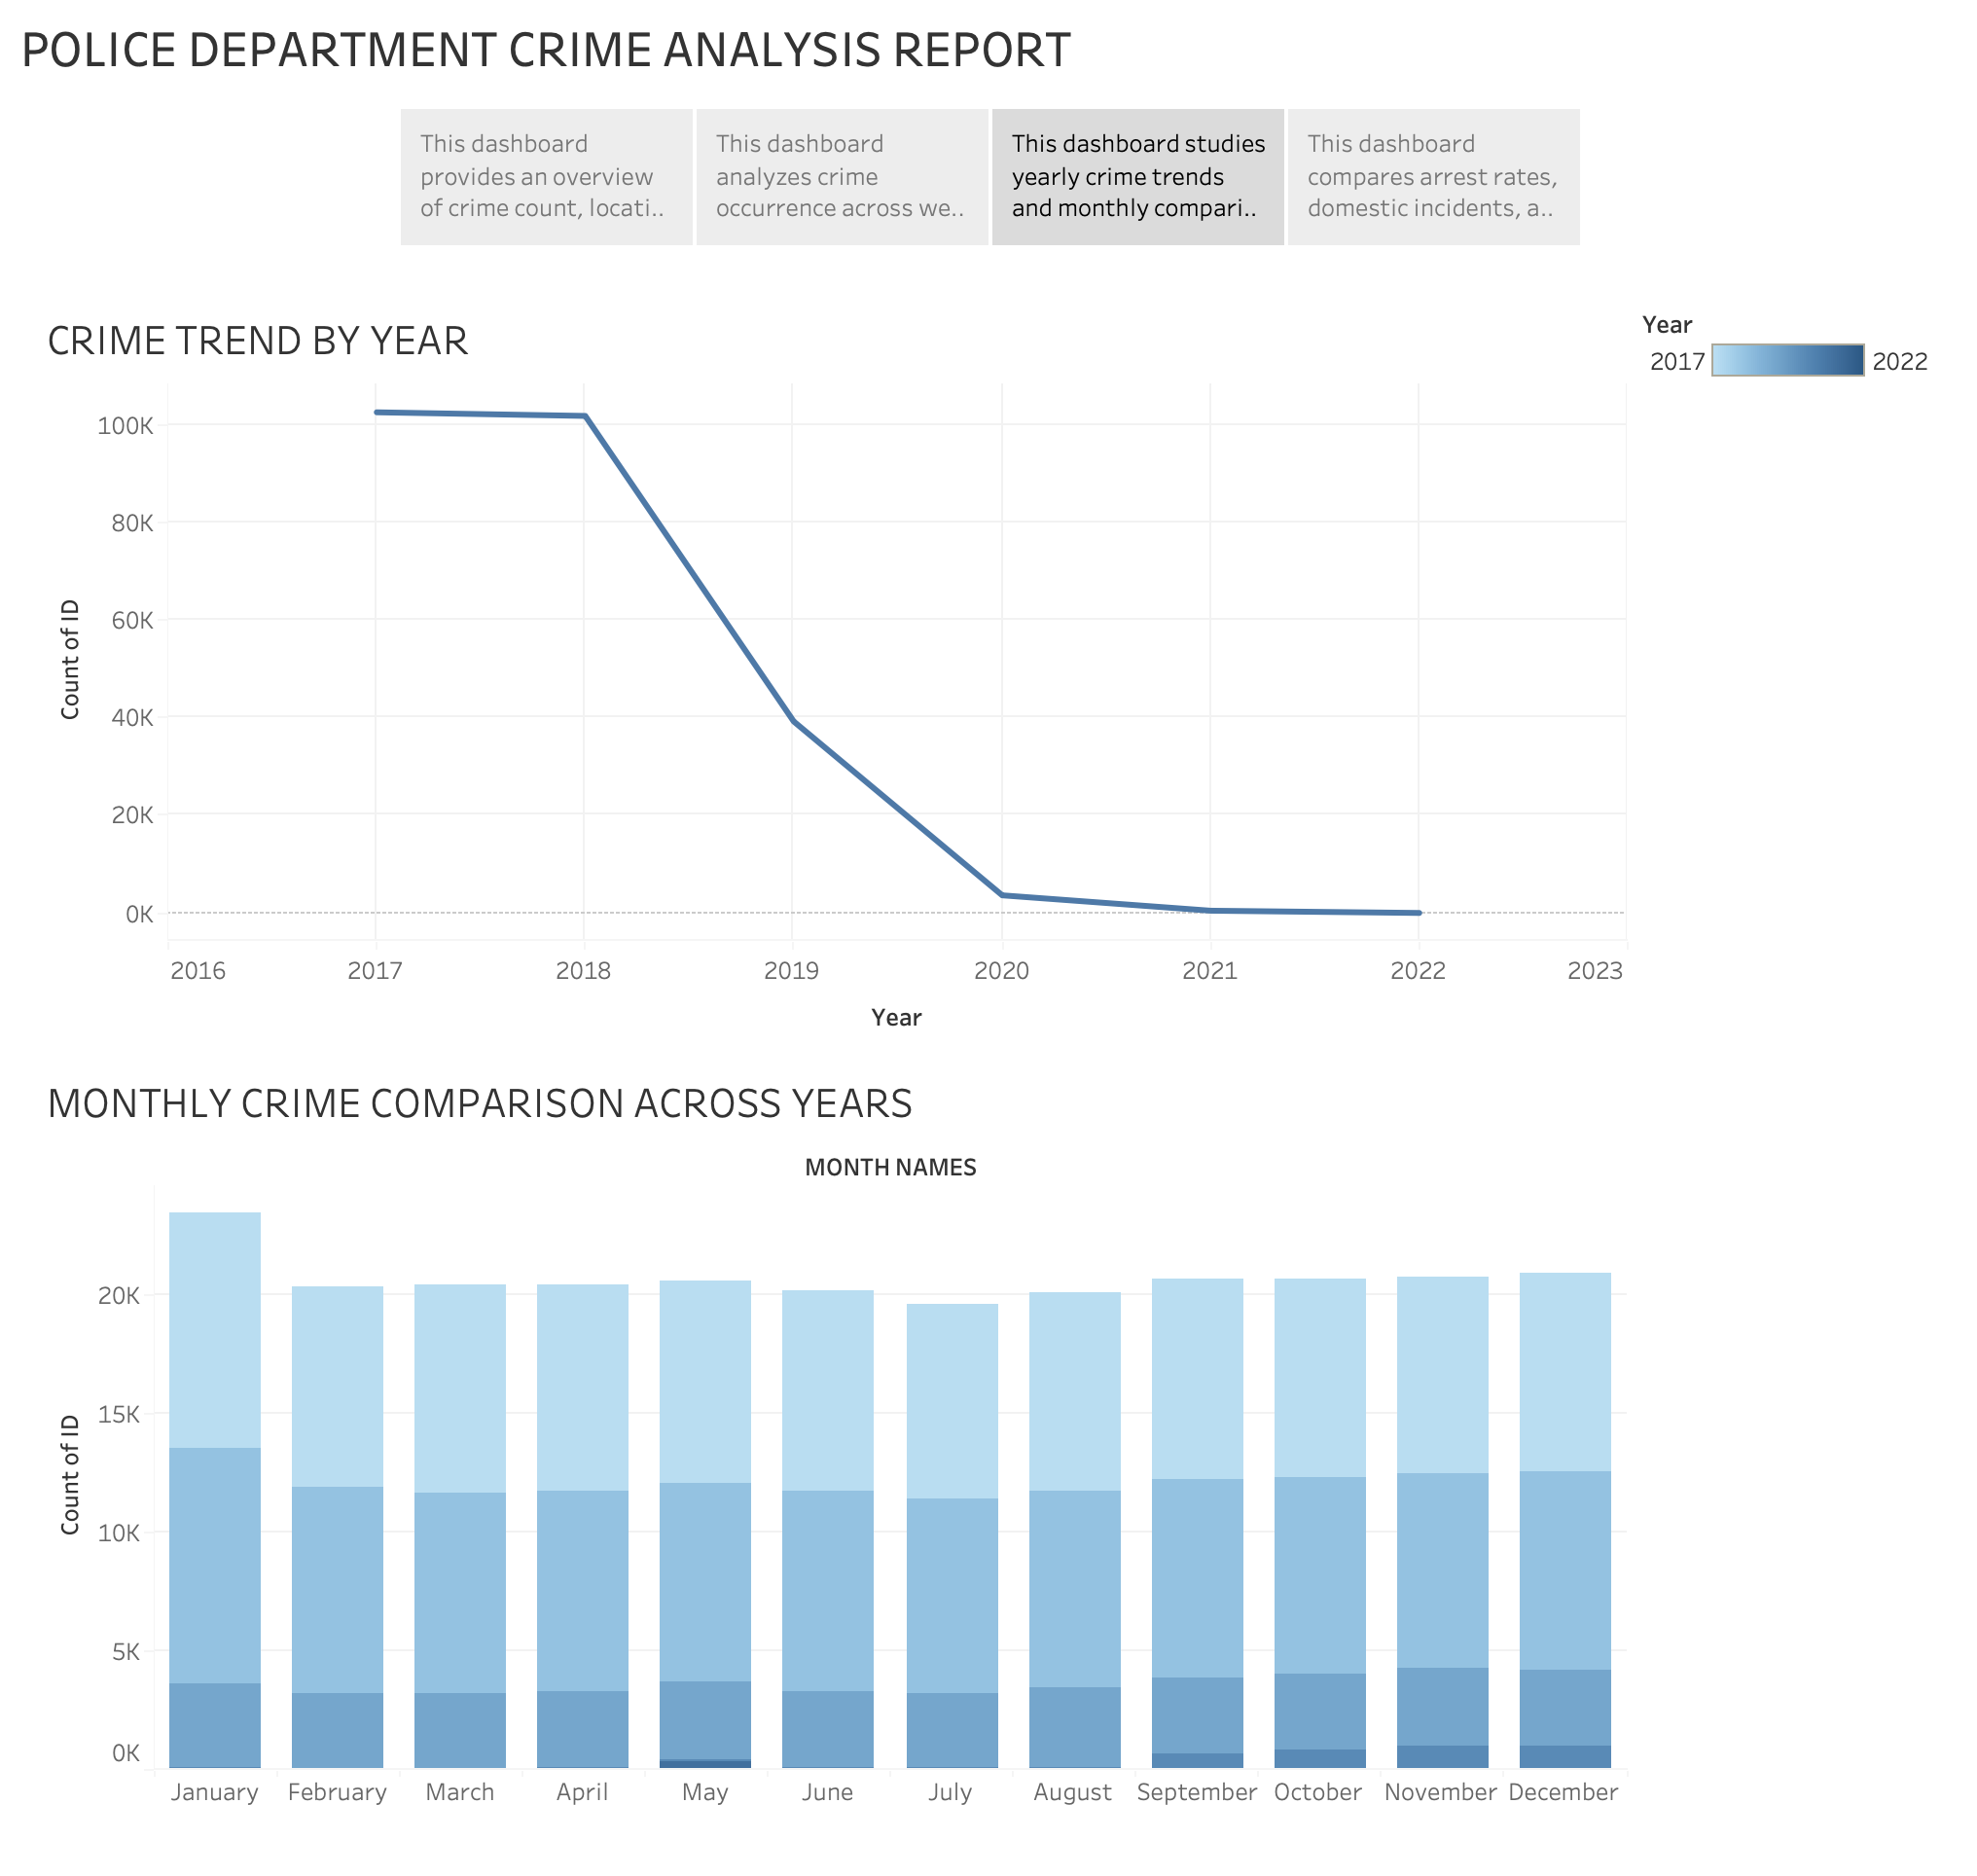 POLICE DEPARTMENT CRIME ANALYSIS REPORT
This dashboard
provides an overview
of crime count, locati..
This dashboard
analyzes crime
occurrence across we..
This dashboard studies
yearly crime trends
and monthly compari..
This dashboard
compares arrest rates,
domestic incidents, a..
CRIME TREND BY YEAR
Year
2017 2022
100K
80K
60K
40K
20K
0K
Count of ID
2016 2017 2018 2019 2020 2021 2022 2023
Year
MONTHLY CRIME COMPARISON ACROSS YEARS
MONTH NAMES
20K
15K
10K
5K
0K
Count of ID
January February March April May June July August September October November December